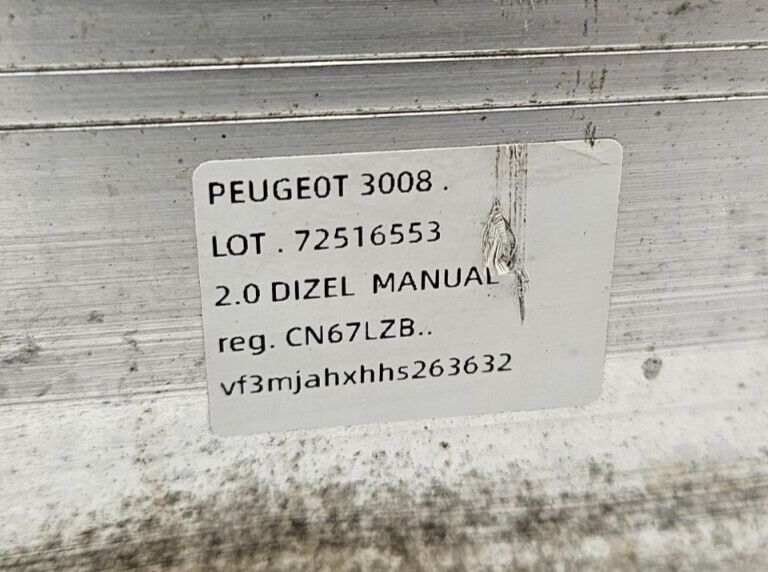 PEUGEOT 3008 .
LOT . 72516553
2.0 DIZEL MANUAL
reg. CN67LZB..
vf3mjahxhhs263632